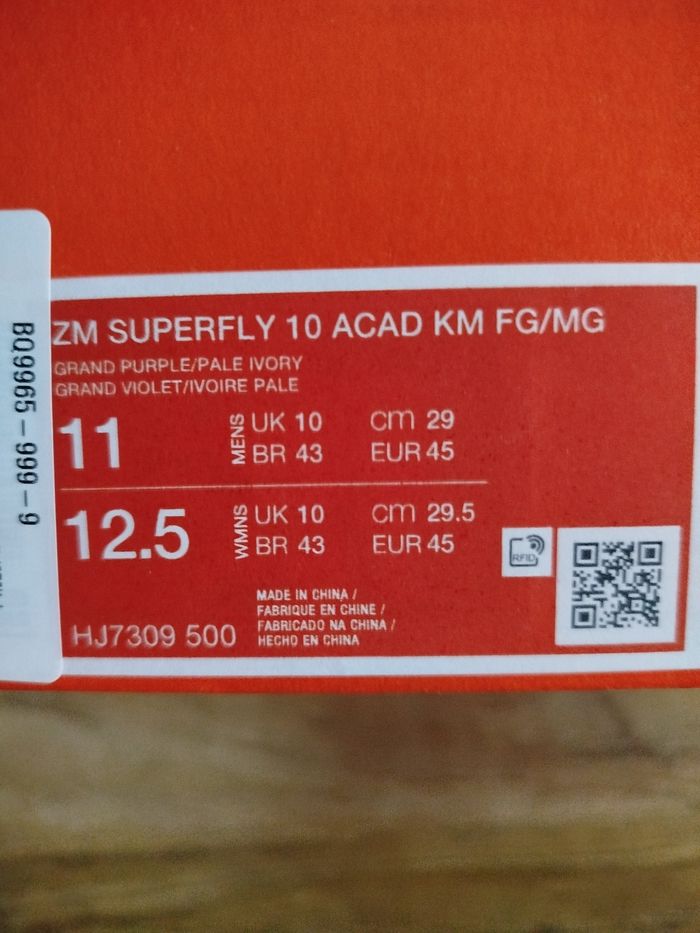 BQ9965-999-9
ZM SUPERFLY 10 ACAD KM FG/MG
GRAND PURPLE/PALE IVORY
GRAND VIOLET/IVOIRE PALE
11 MENS UK 10 cm 29
BR 43 EUR 45
12.5 WMNS UK 10 cm 29.5
BR 43 EUR 45
RFID
MADE IN CHINA /
FABRIQUE EN CHINE /
FABRICADO NA CHINA /
HECHO EN CHINA
HJ7309 500